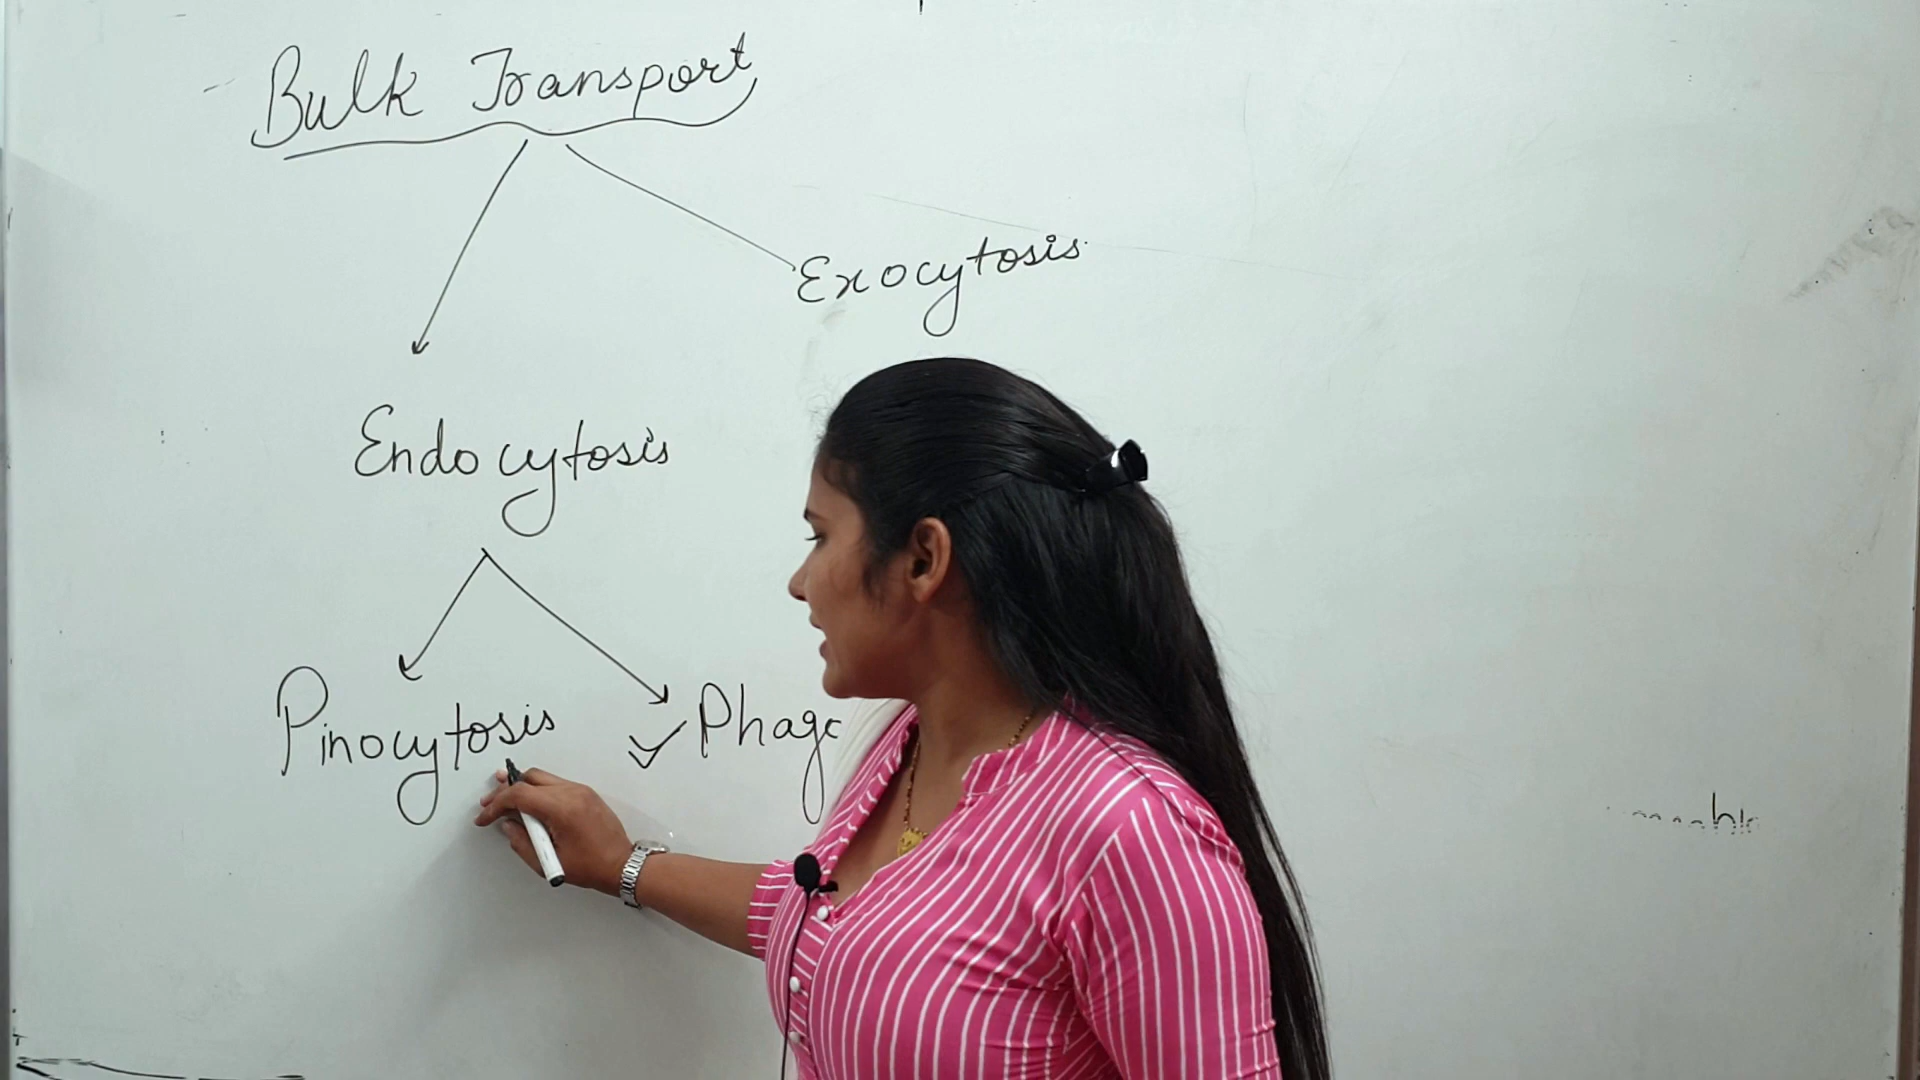 Bulk Transport
Exocytosis
Endocytosis
Pinocytosis
Phago